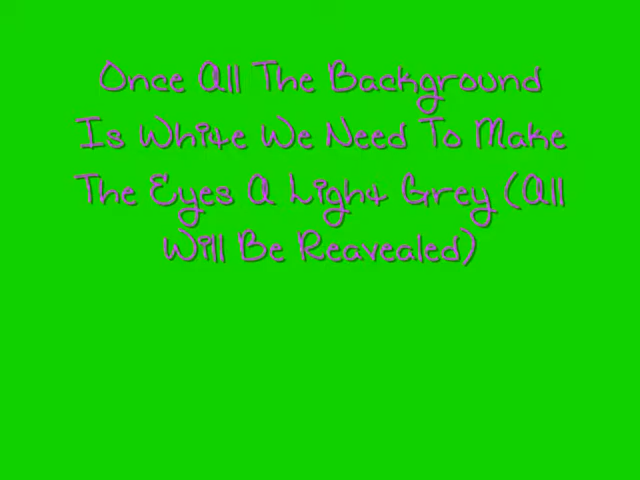 Once All The Background
Is White We Need To Make
The Eyes A Light Grey (All
Will Be Reavealed)